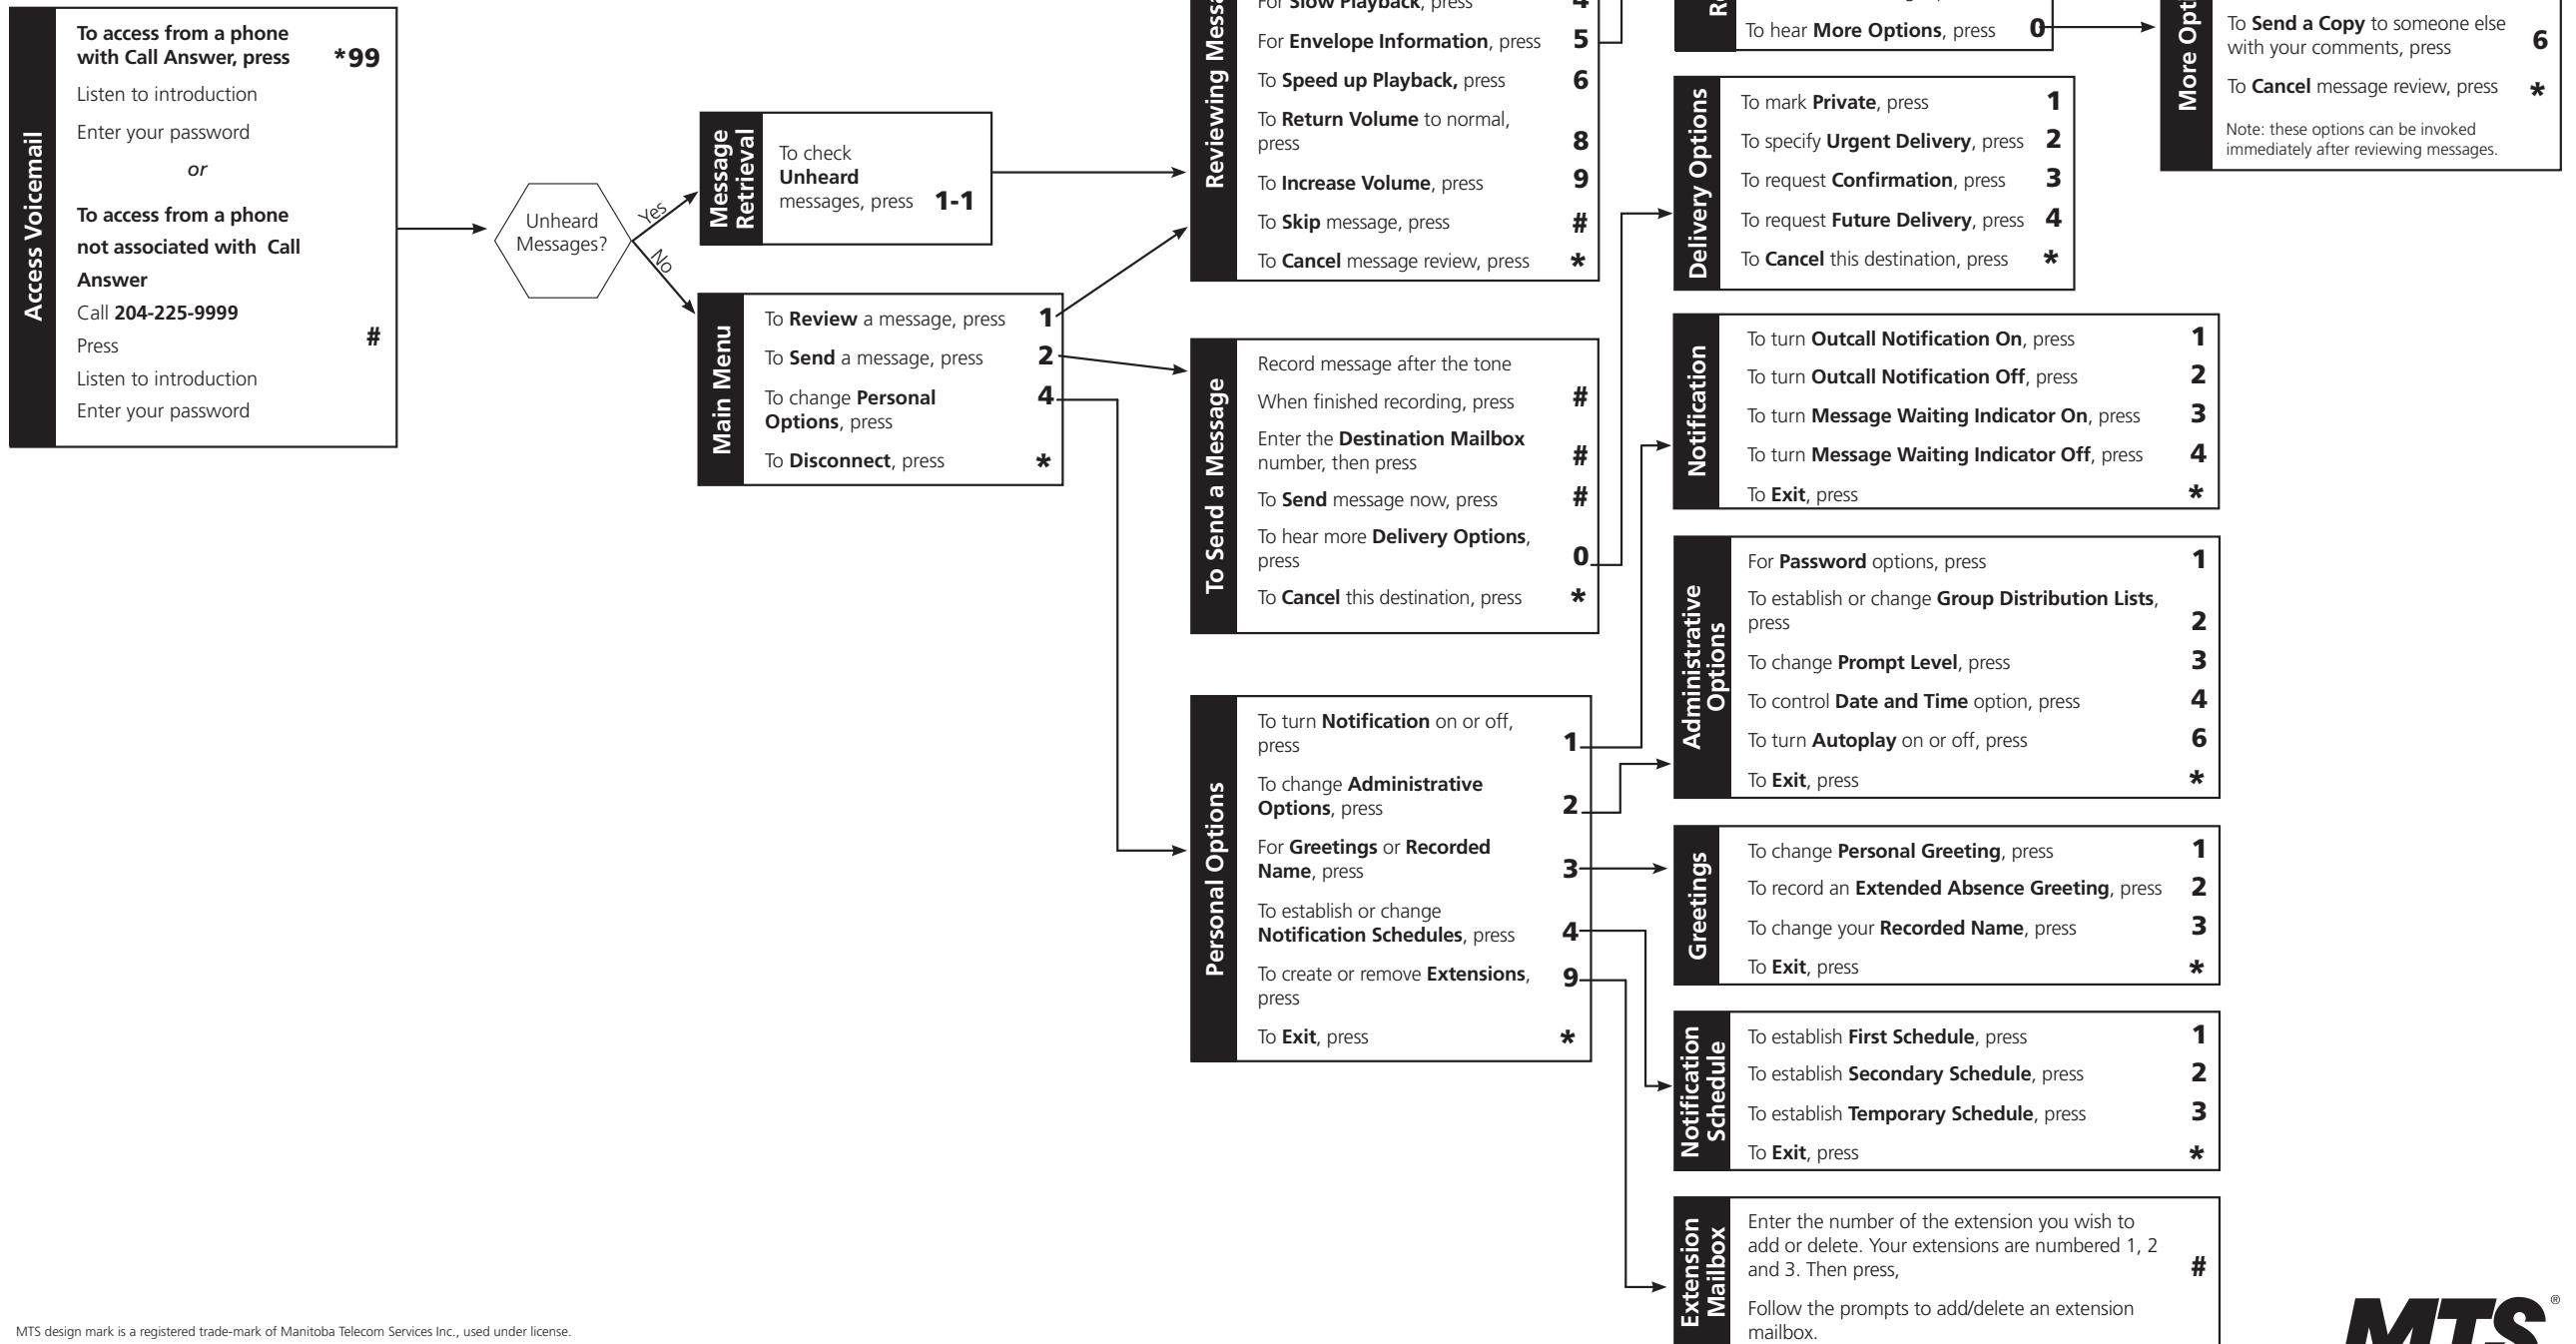 Access Voicemail
To access from a phone
with Call Answer, press *99
Listen to introduction
Enter your password
or
To access from a phone
not associated with Call
Answer
Call 204-225-9999
Press #
Listen to introduction
Enter your password
Unheard
Messages?
Yes
No
Message
Retrieval
To check
Unheard
messages, press 1-1
Main Menu
To Review a message, press 1
To Send a message, press 2
To change Personal
Options, press 4
To Disconnect, press *
Reviewing Messa
For Slow Playback, press 4
For Envelope Information, press 5
To Speed up Playback, press 6
To Return Volume to normal,
press 8
To Increase Volume, press 9
To Skip message, press #
To Cancel message review, press *
To Send a Message
Record message after the tone
When finished recording, press #
Enter the Destination Mailbox
number, then press #
To Send message now, press #
To hear more Delivery Options,
press 0
To Cancel this destination, press *
Personal Options
To turn Notification on or off,
press 1
To change Administrative
Options, press 2
For Greetings or Recorded
Name, press 3
To establish or change
Notification Schedules, press 4
To create or remove Extensions,
press 9
To Exit, press *
To hear More Options, press 0
More Opti
To Send a Copy to someone else
with your comments, press 6
To Cancel message review, press *
Note: these options can be invoked
immediately after reviewing messages.
Delivery Options
To mark Private, press 1
To specify Urgent Delivery, press 2
To request Confirmation, press 3
To request Future Delivery, press 4
To Cancel this destination, press *
Notification
To turn Outcall Notification On, press 1
To turn Outcall Notification Off, press 2
To turn Message Waiting Indicator On, press 3
To turn Message Waiting Indicator Off, press 4
To Exit, press *
Administrative
Options
For Password options, press 1
To establish or change Group Distribution Lists,
press 2
To change Prompt Level, press 3
To control Date and Time option, press 4
To turn Autoplay on or off, press 6
To Exit, press *
Greetings
To change Personal Greeting, press 1
To record an Extended Absence Greeting, press 2
To change your Recorded Name, press 3
To Exit, press *
Notification
Schedule
To establish First Schedule, press 1
To establish Secondary Schedule, press 2
To establish Temporary Schedule, press 3
To Exit, press *
Extension
Mailbox
Enter the number of the extension you wish to
add or delete. Your extensions are numbered 1, 2
and 3. Then press, #
Follow the prompts to add/delete an extension
mailbox.
MTS design mark is a registered trade-mark of Manitoba Telecom Services Inc., used under license.
MTS®